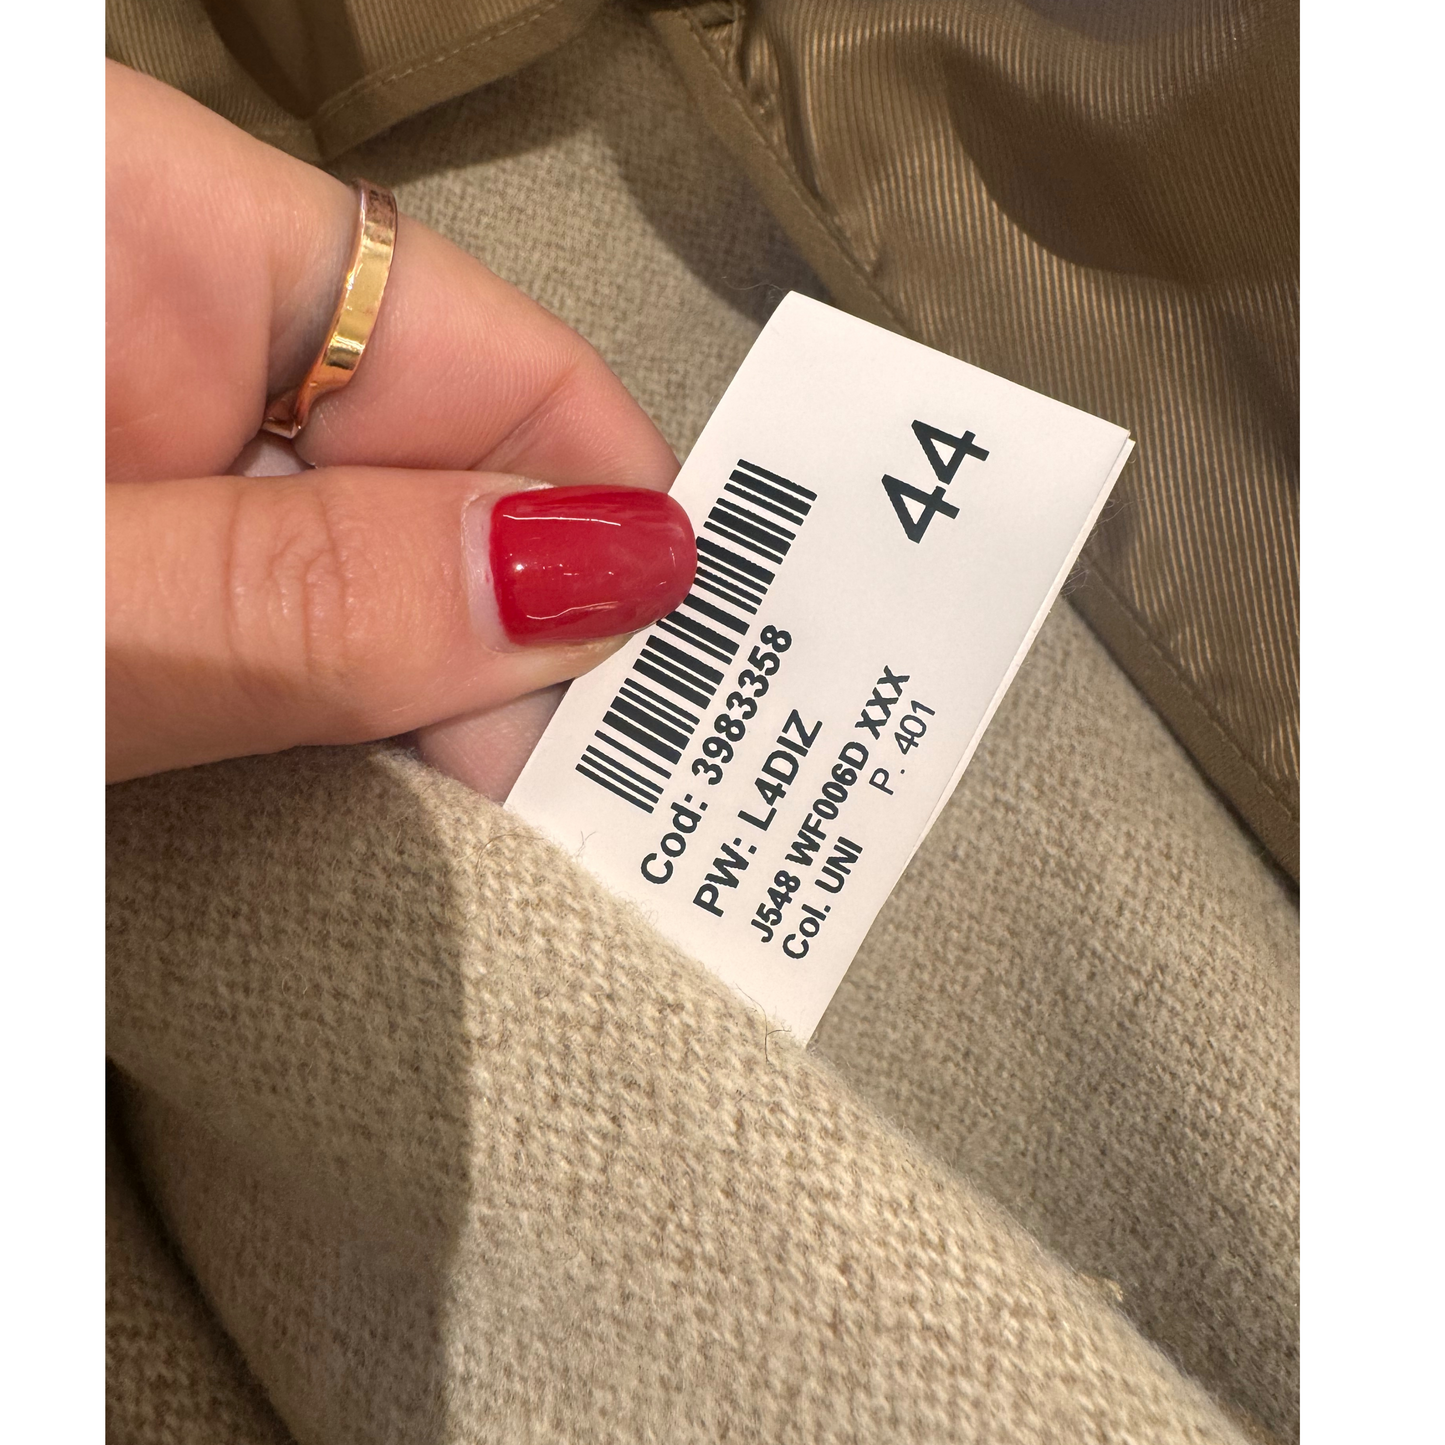 44
Cod: 3983358
PW: L4DIZ
J548 WF006D XXX
Col. UNI P. 401